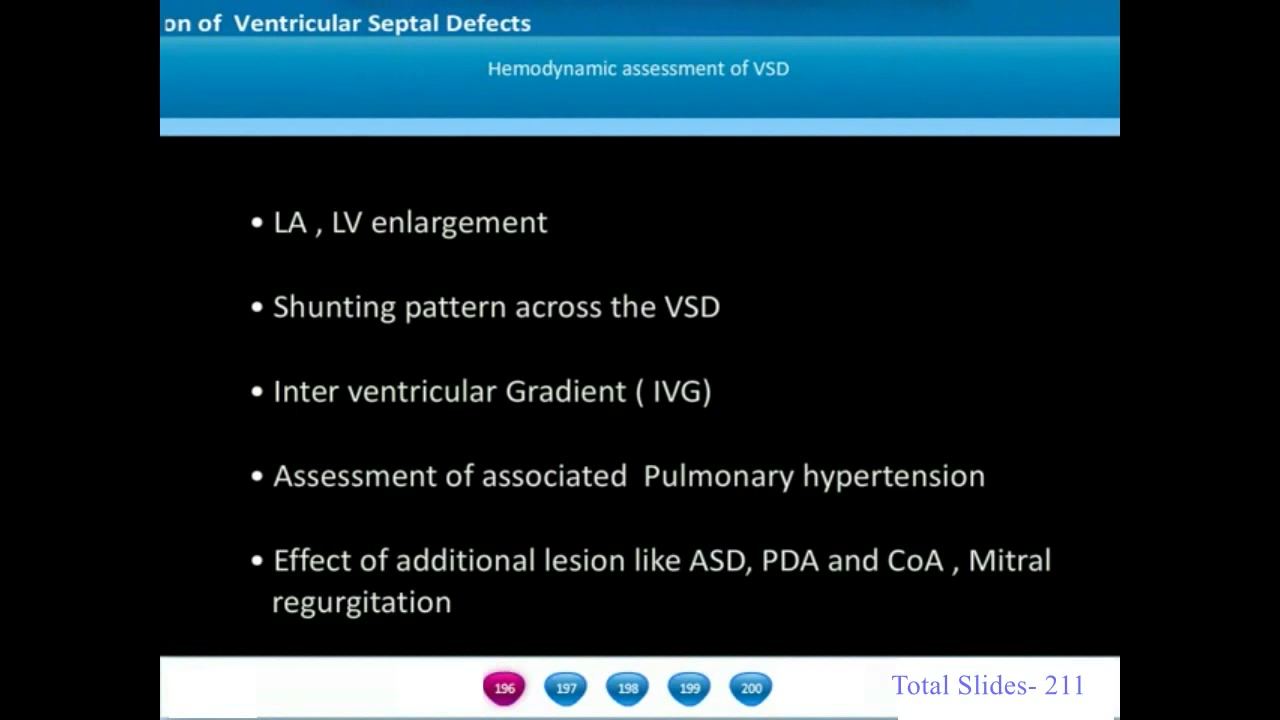 on of Ventricular Septal Defects
Hemodynamic assessment of VSD
• LA , LV enlargement
• Shunting pattern across the VSD
• Inter ventricular Gradient ( IVG)
• Assessment of associated Pulmonary hypertension
• Effect of additional lesion like ASD, PDA and CoA , Mitral
regurgitation
196 197 198 199 200 Total Slides- 211